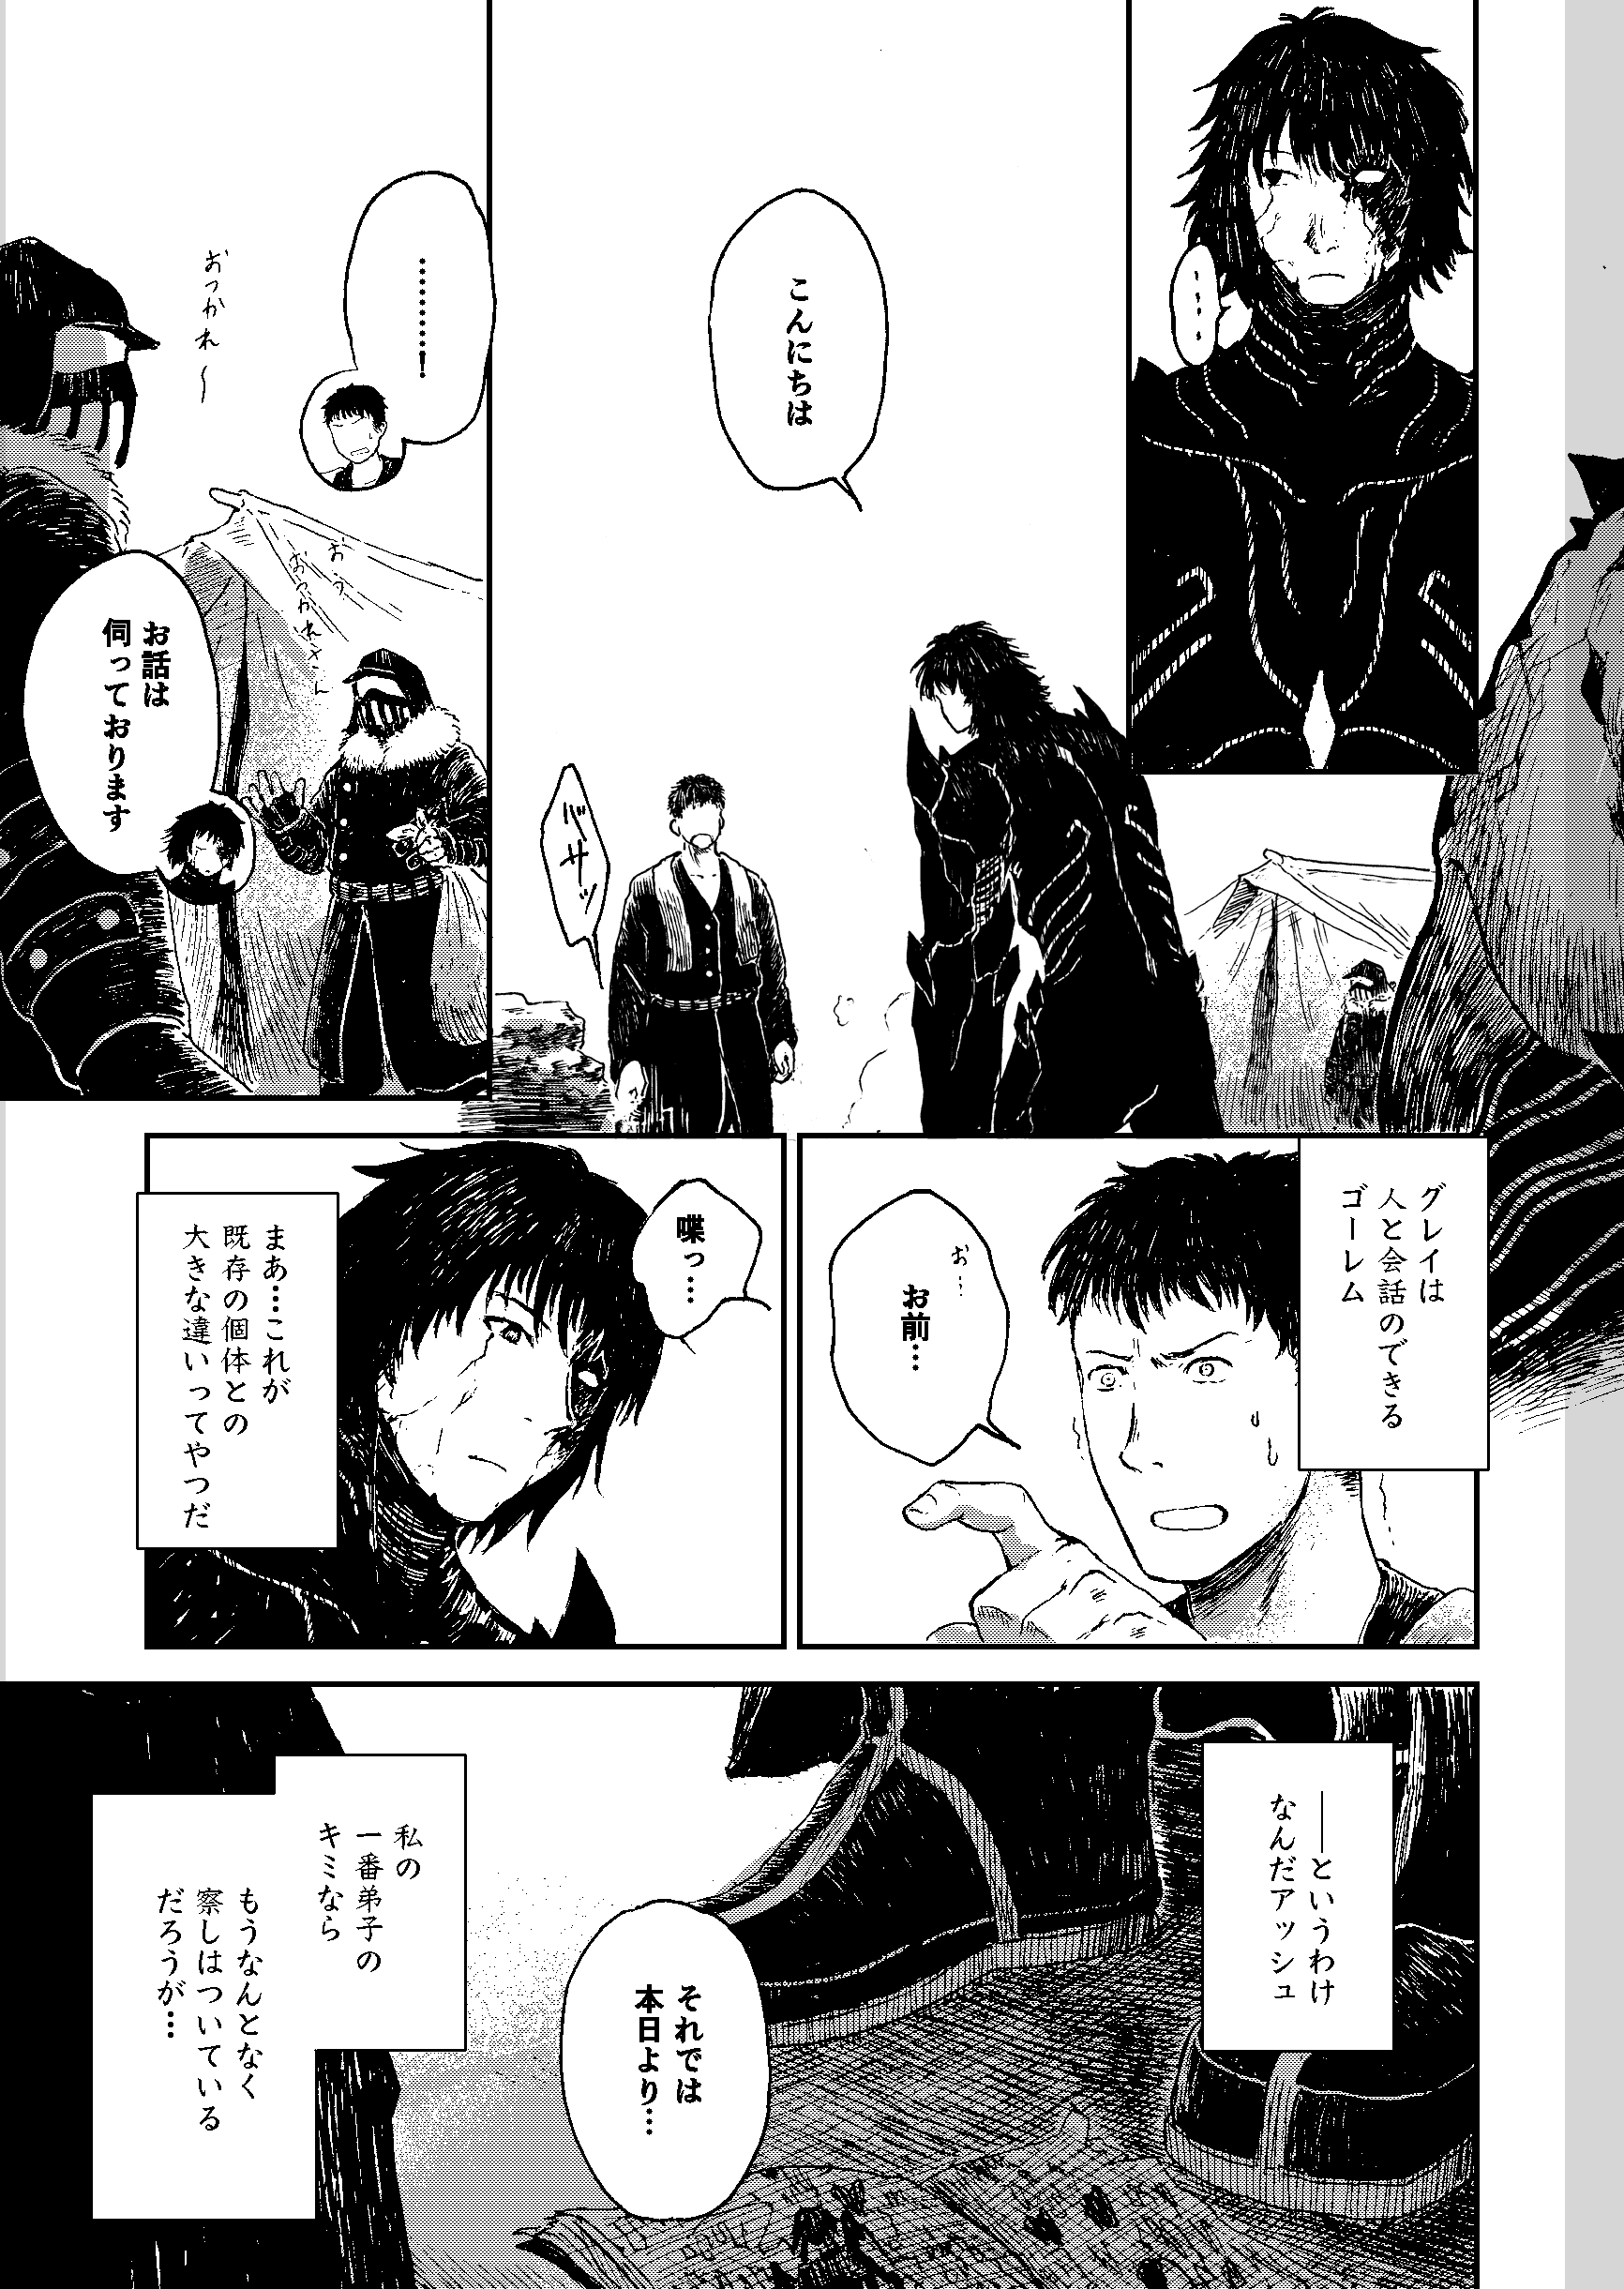 ……
こんにちは
バサッ
………！
おっかれ～
おう
おつかれさん
お話は
伺っております
グレイは
人と会話のできる
ゴーレム
お…
お前…
喋っ…
まあ…これが
既存の個体との
大きな違いってやつだ
――というわけ
なんだアッシュ
それでは
本日より…
私の
一番弟子の
キミなら
もうなんとなく
察しはついている
だろうが…